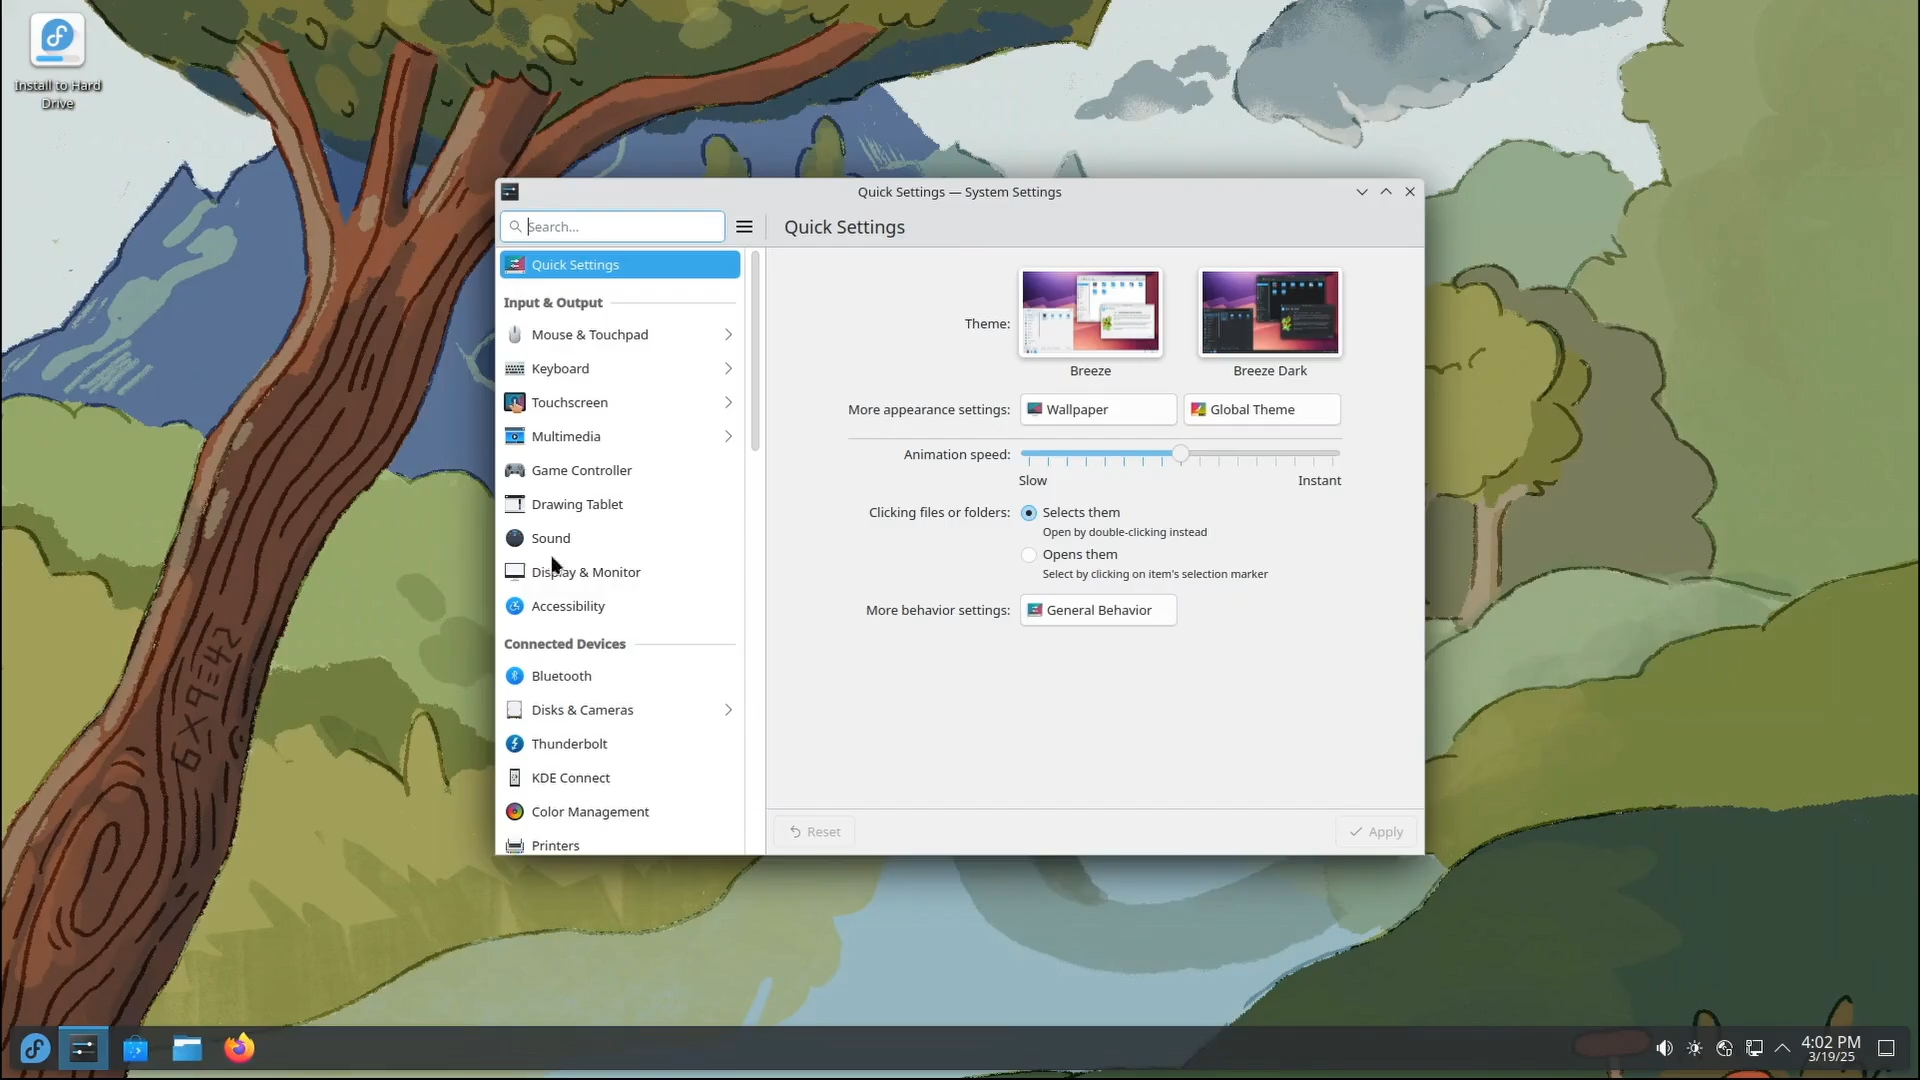 Install to Hard
Drive
Quick Settings — System Settings
Search...
Quick Settings
Quick Settings
Input & Output
Mouse & Touchpad
Keyboard
Touchscreen
Multimedia
Game Controller
Drawing Tablet
Sound
Display & Monitor
Accessibility
Connected Devices
Bluetooth
Disks & Cameras
Thunderbolt
KDE Connect
Color Management
Printers
Theme:
Breeze
Breeze Dark
More appearance settings:
Wallpaper
Global Theme
Animation speed:
Slow
Instant
Clicking files or folders:
Selects them
Open by double-clicking instead
Opens them
Select by clicking on item's selection marker
More behavior settings:
General Behavior
Reset
Apply
6×9=42
4:02 PM
3/19/25